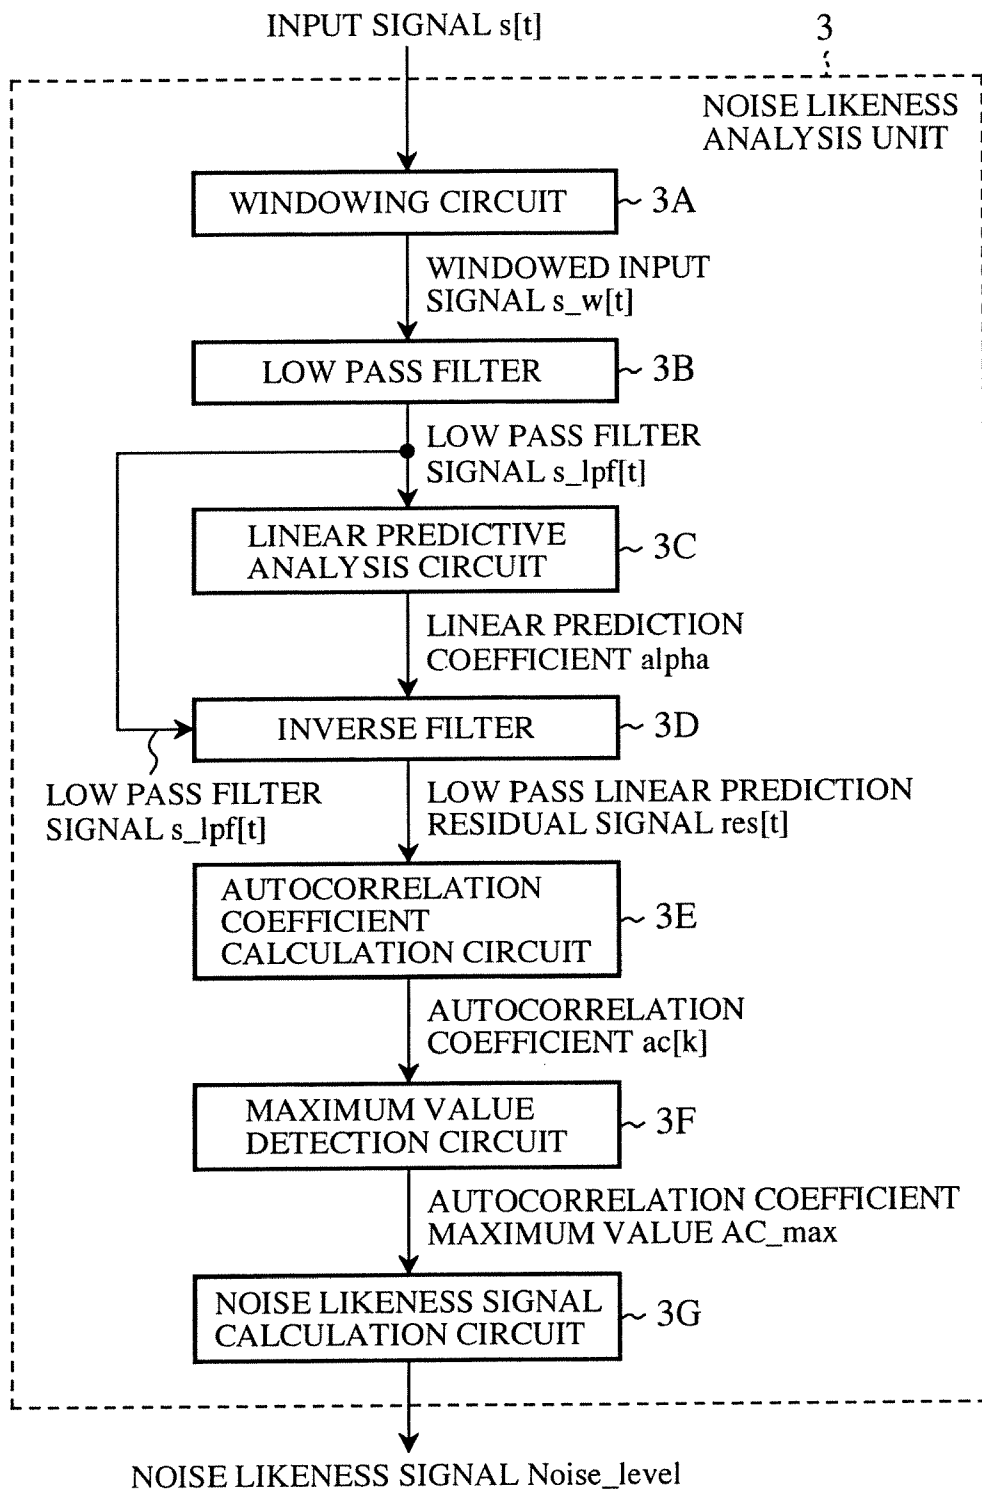 INPUT SIGNAL s[t]
3
NOISE LIKENESS
ANALYSIS UNIT
WINDOWING CIRCUIT
3A
WINDOWED INPUT
SIGNAL s_w[t]
LOW PASS FILTER
3B
LOW PASS FILTER
SIGNAL s_lpf[t]
LINEAR PREDICTIVE
ANALYSIS CIRCUIT
3C
LINEAR PREDICTION
COEFFICIENT alpha
INVERSE FILTER
3D
LOW PASS FILTER
SIGNAL s_lpf[t]
LOW PASS LINEAR PREDICTION
RESIDUAL SIGNAL res[t]
AUTOCORRELATION
COEFFICIENT
CALCULATION CIRCUIT
3E
AUTOCORRELATION
COEFFICIENT ac[k]
MAXIMUM VALUE
DETECTION CIRCUIT
3F
AUTOCORRELATION COEFFICIENT
MAXIMUM VALUE AC_max
NOISE LIKENESS SIGNAL
CALCULATION CIRCUIT
3G
NOISE LIKENESS SIGNAL Noise_level